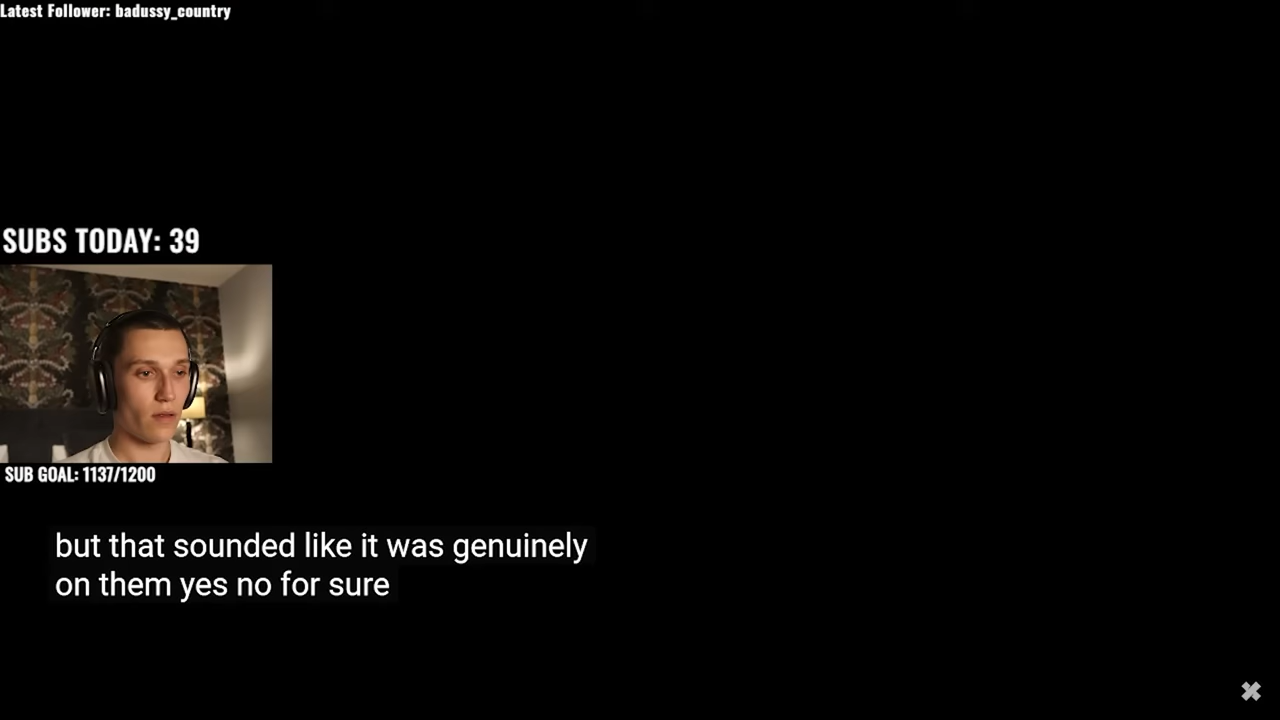 Latest Follower: badussy_country
SUBS TODAY: 39
SUB GOAL: 1137/1200
but that sounded like it was genuinely
on them yes no for sure